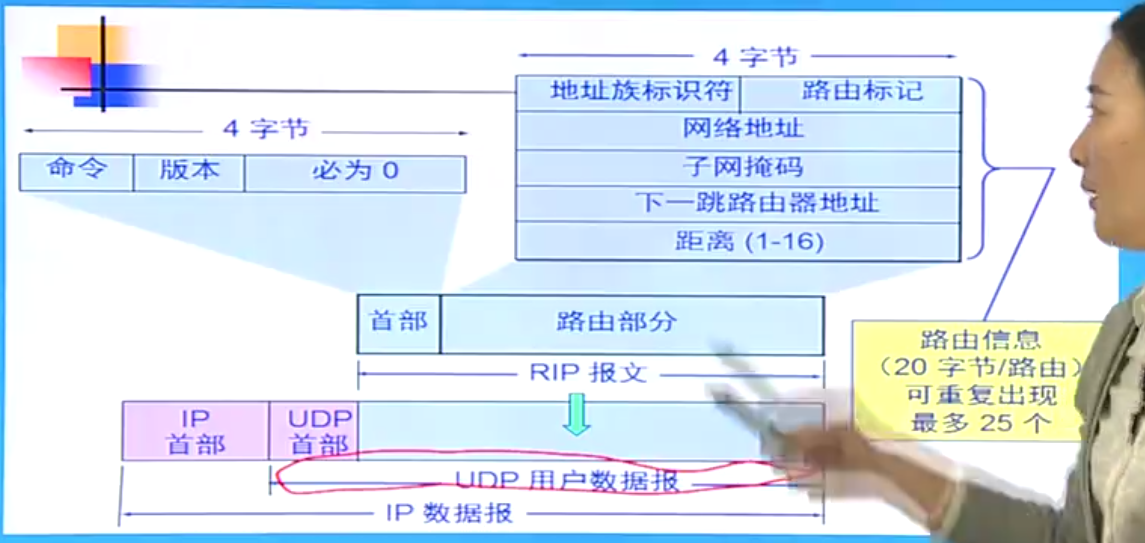 4 字节
地址族标识符 路由标记
网络地址
子网掩码
下一跳路由器地址
距离 (1-16)
4 字节
命令 版本 必为 0
首部 路由部分
RIP 报文
路由信息
（20 字节/路由）
可重复出现
最多 25 个
IP
首部
UDP
首部
UDP 用户数据报
IP 数据报